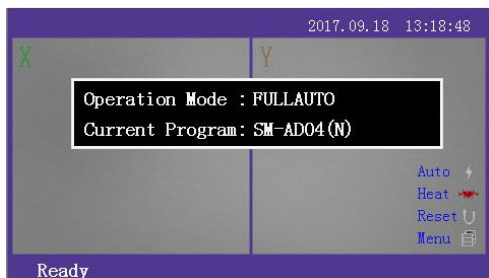 2017.09.18 13:18:48
X Y
Operation Mode : FULLAUTO
Current Program: SM-AD04(N)
Auto
Heat
Reset
Menu
Ready